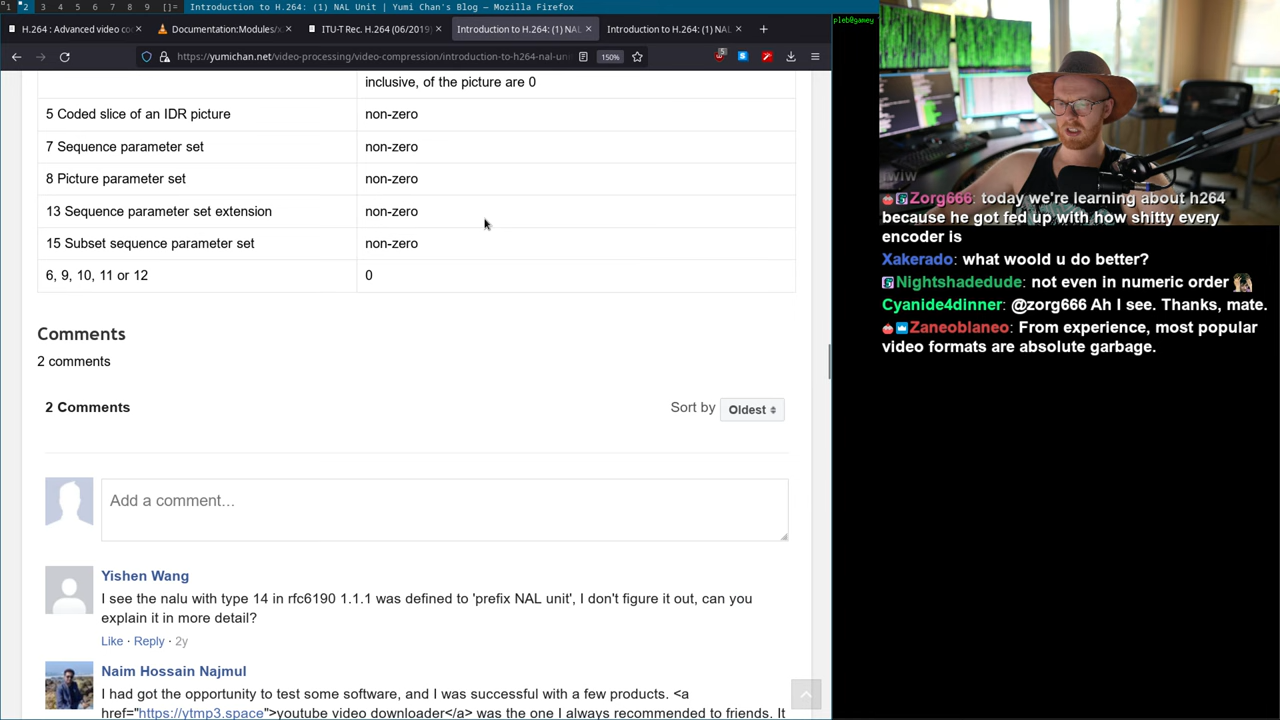 1 2 3 4 5 6 7 8 9 []= Introduction to H.264: (1) NAL Unit | Yumi Chan's Blog — Mozilla Firefox
H.264 : Advanced video co
Documentation:Modules/
ITU-T Rec. H.264 (06/2019)
Introduction to H.264: (1) NAL
Introduction to H.264: (1) NAL
pleb@gamey
https://yumichan.net/video-processing/video-compression/introduction-to-h264-nal-un
150%
inclusive, of the picture are 0
5 Coded slice of an IDR picture non-zero
7 Sequence parameter set non-zero
8 Picture parameter set non-zero
13 Sequence parameter set extension non-zero
15 Subset sequence parameter set non-zero
6, 9, 10, 11 or 12 0
Comments
2 comments
2 Comments
Sort by Oldest
Add a comment...
Yishen Wang
I see the nalu with type 14 in rfc6190 1.1.1 was defined to 'prefix NAL unit', I don't figure it out, can you
explain it in more detail?
Like · Reply · 2y
Naim Hossain Najmul
I had got the opportunity to test some software, and I was successful with a few products. <a
href="https://ytmp3.space">youtube video downloader</a> was the one I always recommended to friends. It
Zorg666: today we're learning about h264
because he got fed up with how shitty every
encoder is
Xakerado: what woold u do better?
Nightshadedude: not even in numeric order
Cyanide4dinner: @zorg666 Ah I see. Thanks, mate.
Zaneoblaneo: From experience, most popular
video formats are absolute garbage.